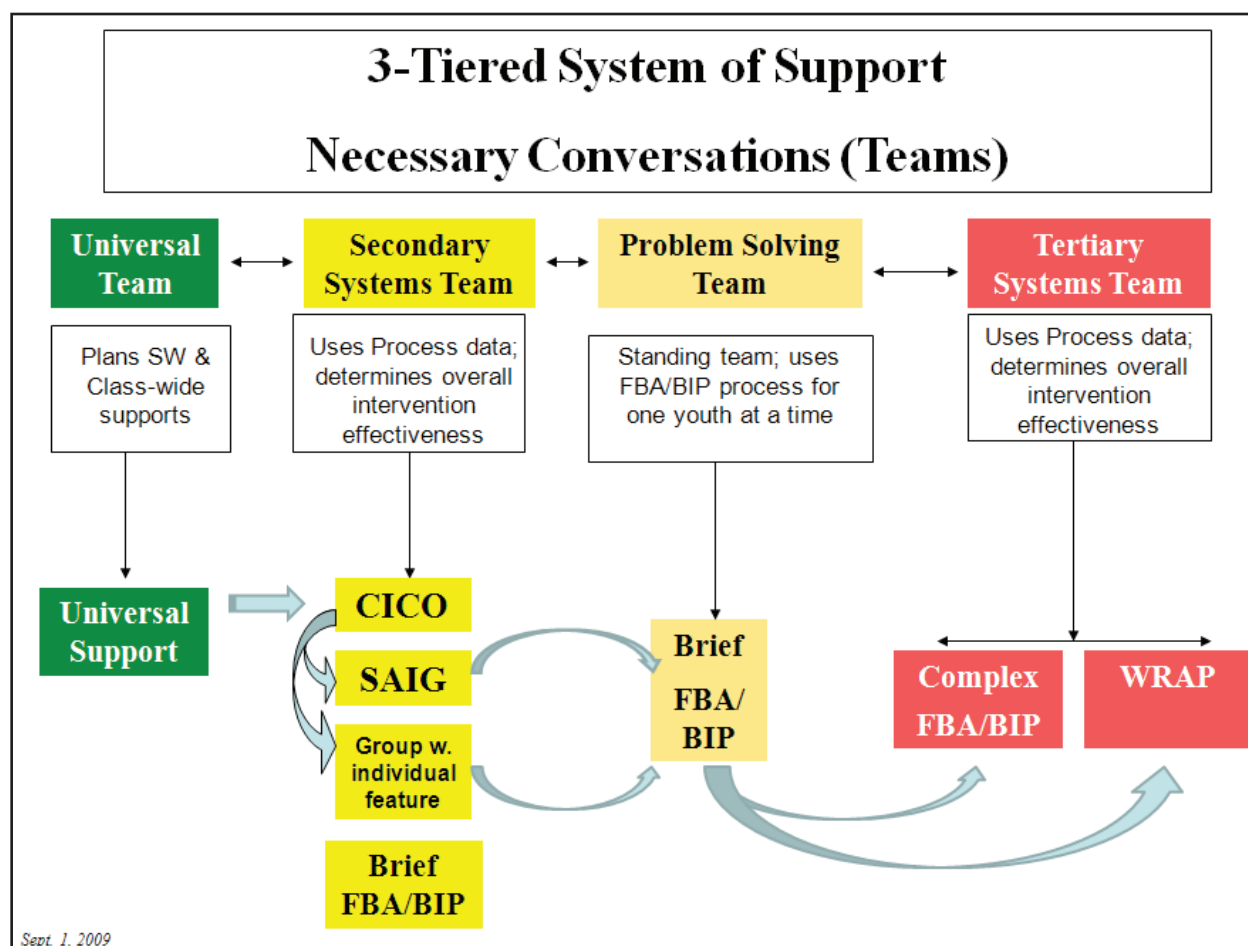 3-Tiered System of Support
Necessary Conversations (Teams)
Universal
Team
Secondary
Systems Team
Problem Solving
Team
Tertiary
Systems Team
Plans SW &
Class-wide
supports
Uses Process data;
determines overall
intervention
effectiveness
Standing team; uses
FBA/BIP process for
one youth at a time
Uses Process data;
determines overall
intervention
effectiveness
Universal
Support
CICO
SAIG
Group w.
individual
feature
Brief
FBA/BIP
Brief
FBA/
BIP
Complex
FBA/BIP
WRAP
Sept. 1, 2009